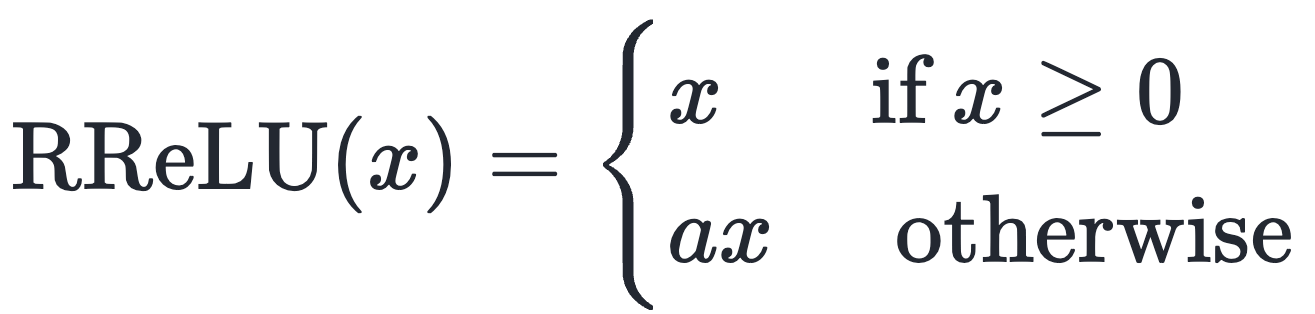 RReLU(x) = { x if x ≥ 0
ax otherwise